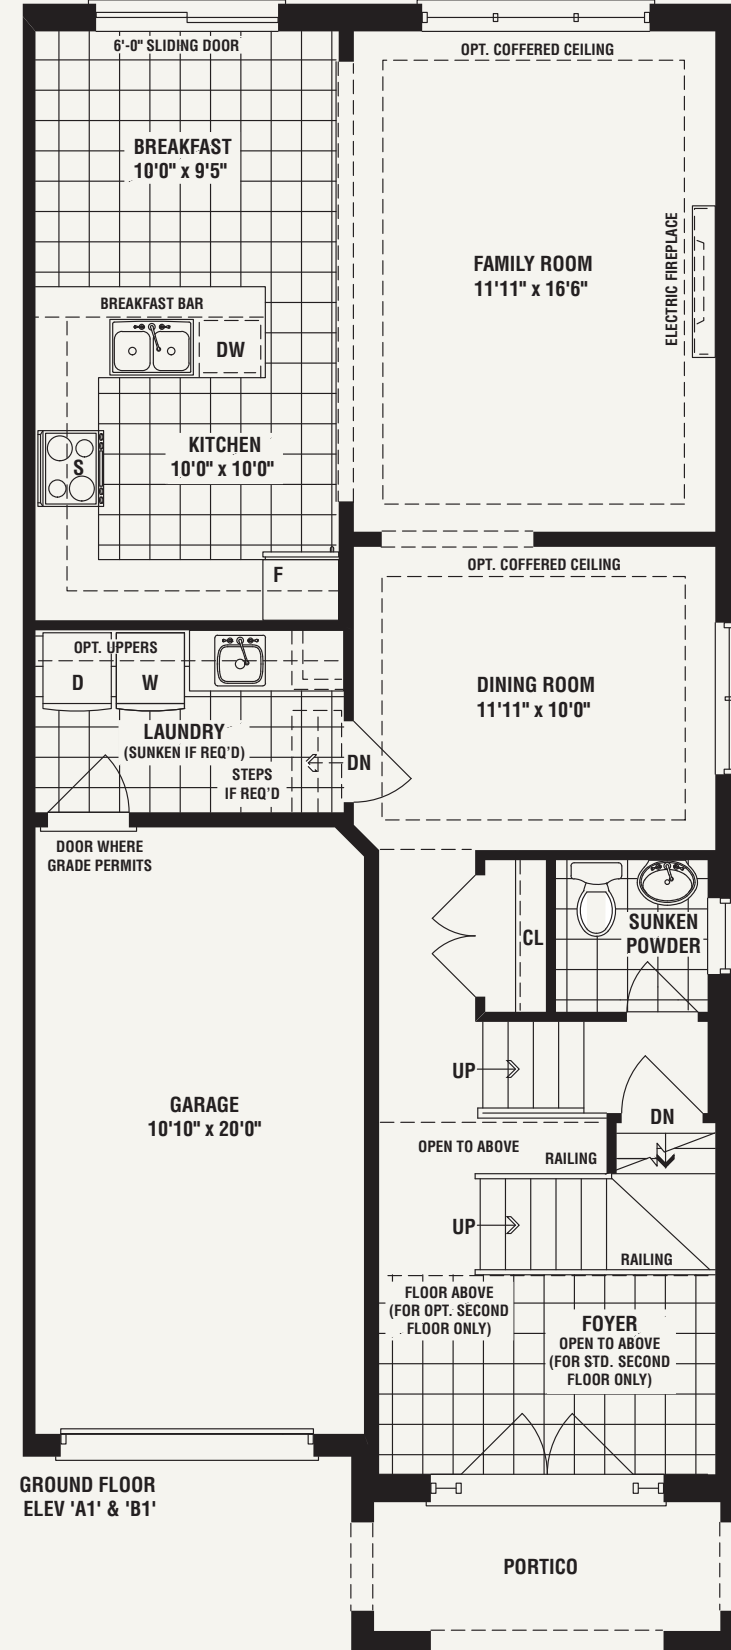 6'-0" SLIDING DOOR
OPT. COFFERED CEILING
BREAKFAST
10'0" x 9'5"
FAMILY ROOM
11'11" x 16'6"
ELECTRIC FIREPLACE
BREAKFAST BAR
DW
KITCHEN
10'0" x 10'0"
S
F
OPT. COFFERED CEILING
OPT. UPPERS
D
W
DINING ROOM
11'11" x 10'0"
LAUNDRY
(SUNKEN IF REQ'D)
STEPS
IF REQ'D
DN
DOOR WHERE
GRADE PERMITS
CL
SUNKEN
POWDER
UP
GARAGE
10'10" x 20'0"
DN
OPEN TO ABOVE
RAILING
UP
RAILING
FLOOR ABOVE
(FOR OPT. SECOND
FLOOR ONLY)
FOYER
OPEN TO ABOVE
(FOR STD. SECOND
FLOOR ONLY)
GROUND FLOOR
ELEV 'A1' & 'B1'
PORTICO